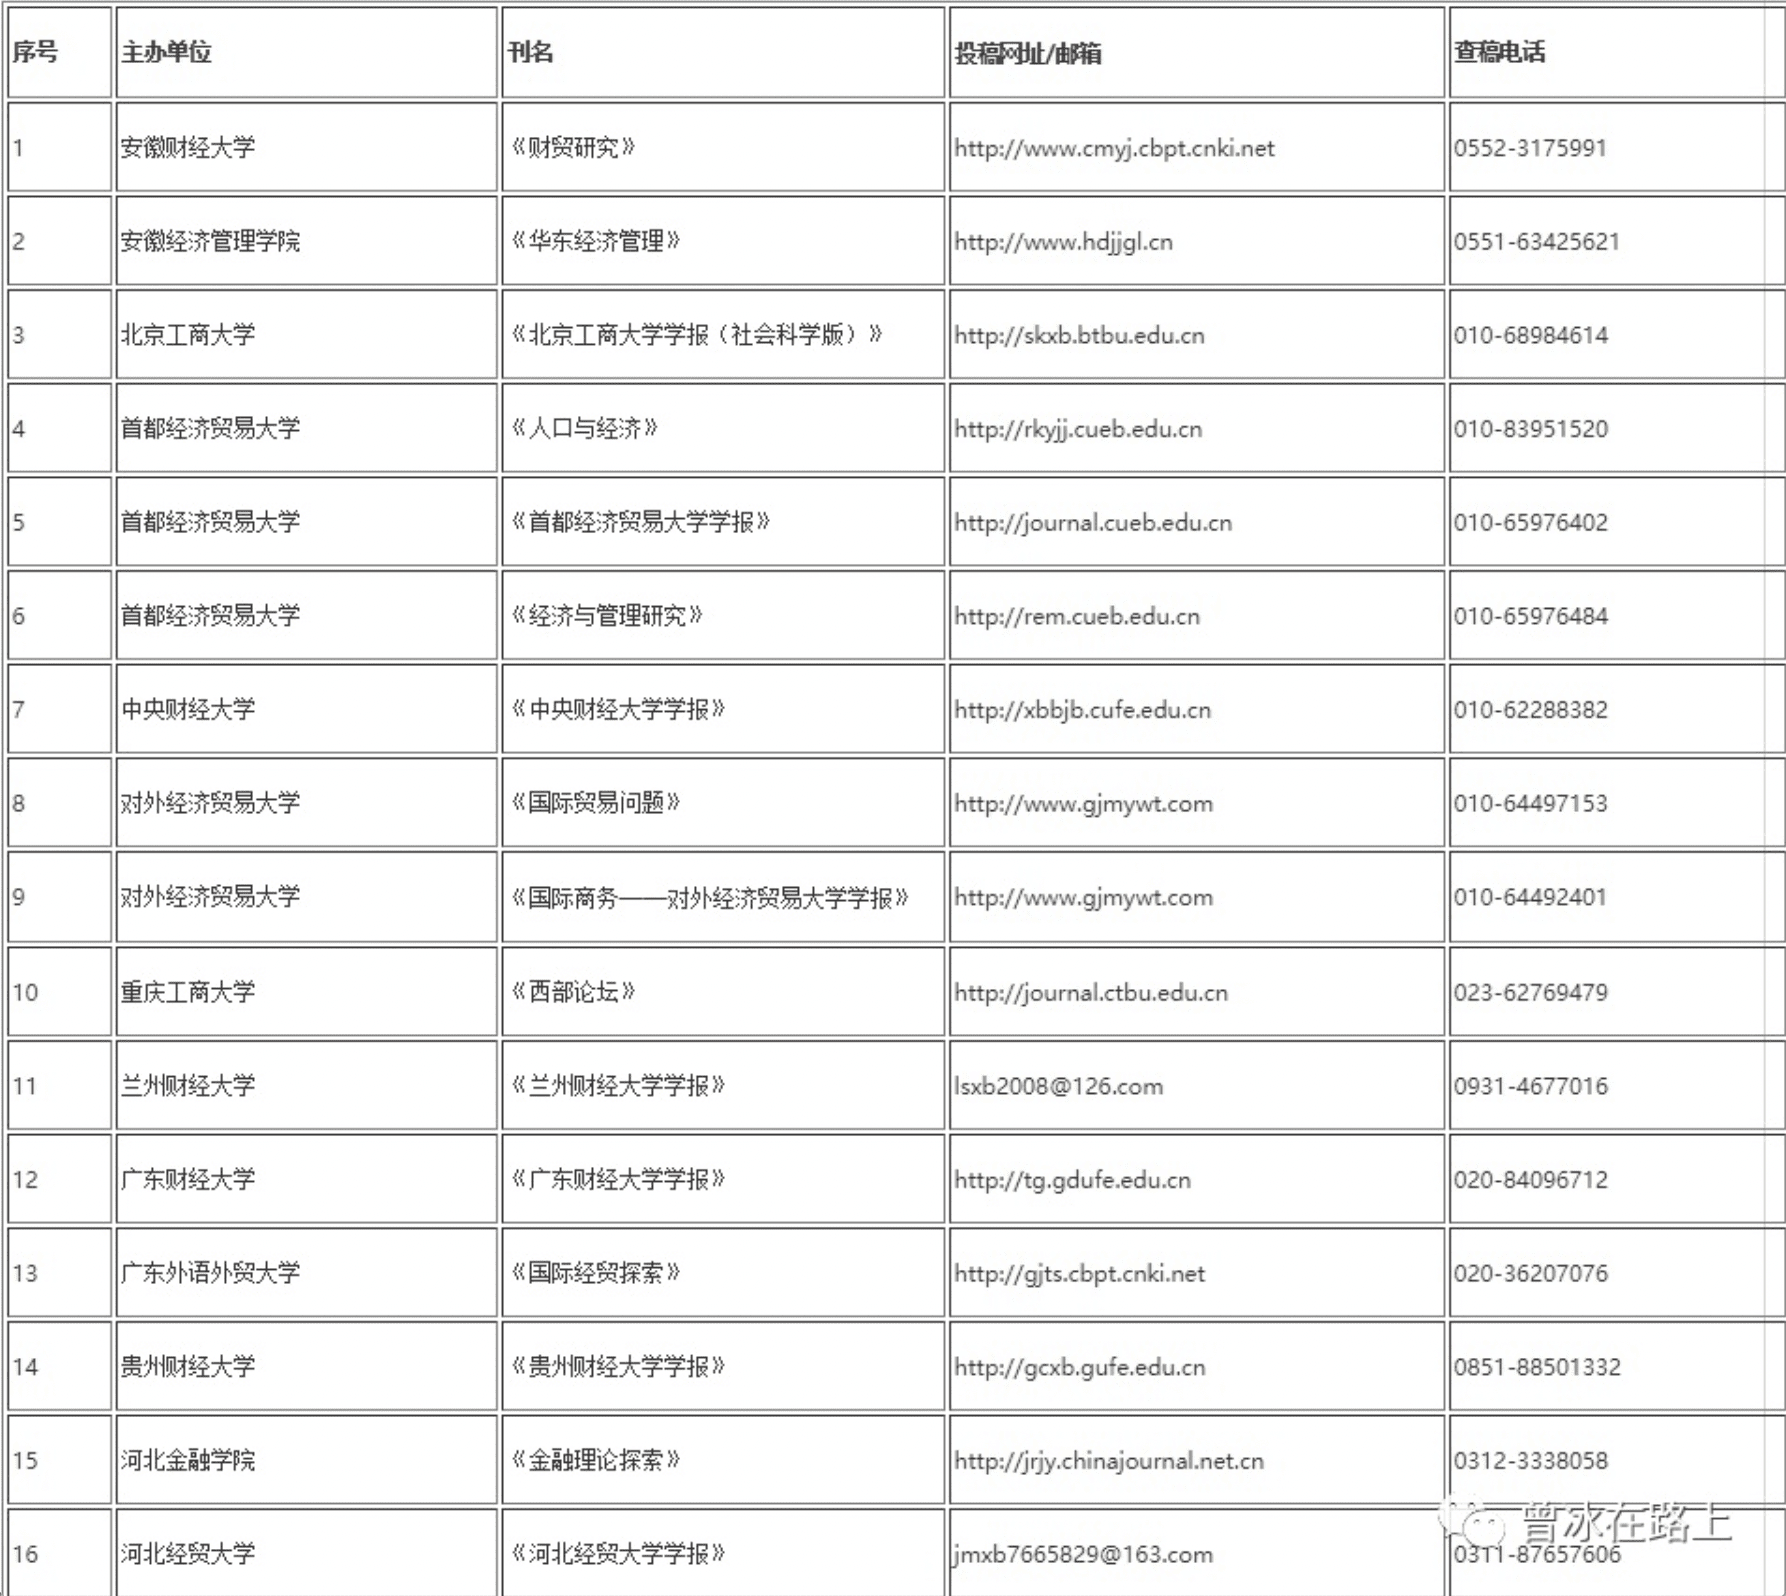 序号 主办单位 刊名 投稿网址/邮箱 查稿电话
1 安徽财经大学 《财贸研究》 http://www.cmyj.cbpt.cnki.net 0552-3175991
2 安徽经济管理学院 《华东经济管理》 http://www.hdjjgl.cn 0551-63425621
3 北京工商大学 《北京工商大学学报（社会科学版）》 http://skxb.btbu.edu.cn 010-68984614
4 首都经济贸易大学 《人口与经济》 http://rkyjj.cueb.edu.cn 010-83951520
5 首都经济贸易大学 《首都经济贸易大学学报》 http://journal.cueb.edu.cn 010-65976402
6 首都经济贸易大学 《经济与管理研究》 http://rem.cueb.edu.cn 010-65976484
7 中央财经大学 《中央财经大学学报》 http://xbbjb.cufe.edu.cn 010-62288382
8 对外经济贸易大学 《国际贸易问题》 http://www.gjmywt.com 010-64497153
9 对外经济贸易大学 《国际商务——对外经济贸易大学学报》 http://www.gjmywt.com 010-64492401
10 重庆工商大学 《西部论坛》 http://journal.ctbu.edu.cn 023-62769479
11 兰州财经大学 《兰州财经大学学报》 lsxb2008@126.com 0931-4677016
12 广东财经大学 《广东财经大学学报》 http://tg.gdufe.edu.cn 020-84096712
13 广东外语外贸大学 《国际经贸探索》 http://gjts.cbpt.cnki.net 020-36207076
14 贵州财经大学 《贵州财经大学学报》 http://gcxb.gufe.edu.cn 0851-88501332
15 河北金融学院 《金融理论探索》 http://jrjy.chinajournal.net.cn 0312-3338058
曾冰在路上
16 河北经贸大学 《河北经贸大学学报》 jmxb7665829@163.com 0311-87657606